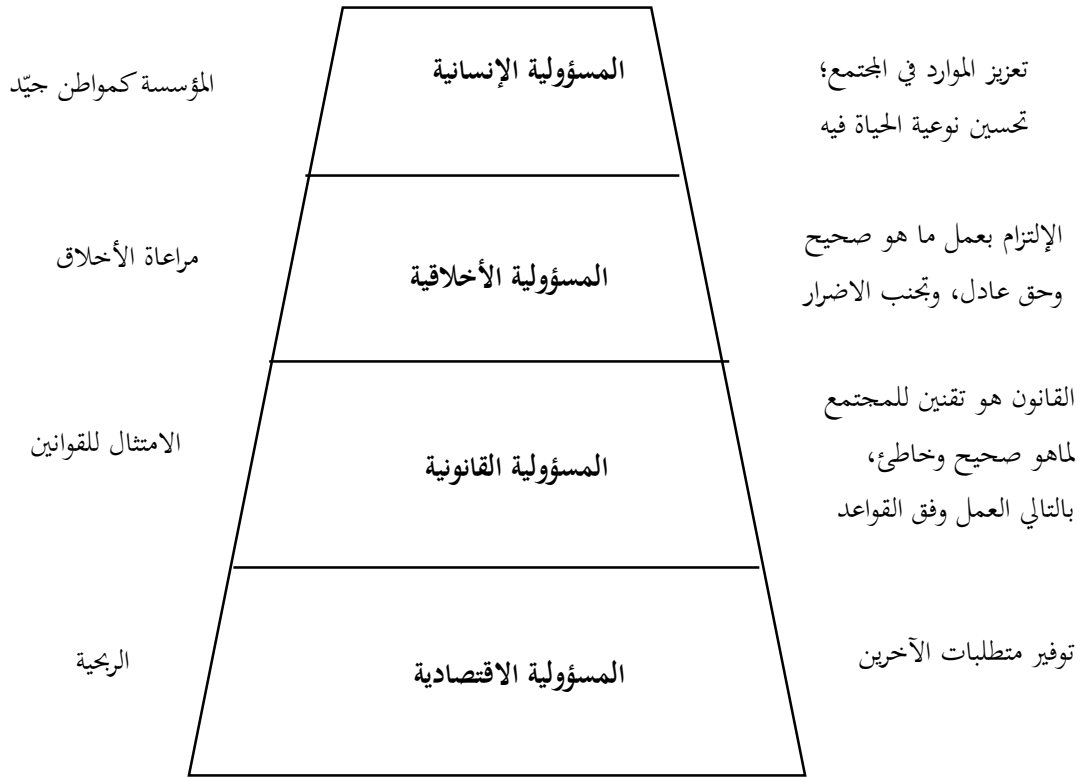 تعزيز الموارد في المجتمع؛
تحسين نوعية الحياة فيه
المسؤولية الإنسانية
المؤسسة كمواطن جيّد
الإلتزام بعمل ما هو صحيح
وحق عادل، وتجنب الاضرار
المسؤولية الأخلاقية
مراعاة الأخلاق
القانون هو تقنين للمجتمع
لماهو صحيح وخاطئ،
بالتالي العمل وفق القواعد
المسؤولية القانونية
الامتثال للقوانين
توفير متطلبات الآخرين
المسؤولية الاقتصادية
الربحية